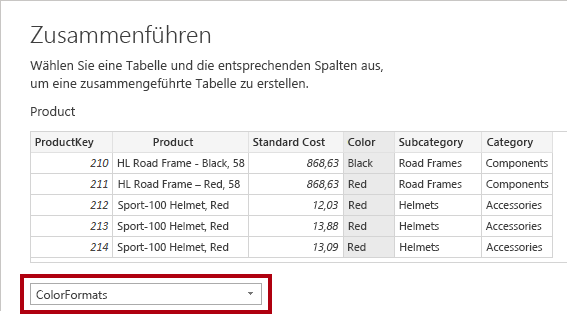 Zusammenführen
Wählen Sie eine Tabelle und die entsprechenden Spalten aus,
um eine zusammengeführte Tabelle zu erstellen.
Product
ProductKey Product Standard Cost Color Subcategory Category
210 HL Road Frame - Black, 58 868,63 Black Road Frames Components
211 HL Road Frame – Red, 58 868,63 Red Road Frames Components
212 Sport-100 Helmet, Red 12,03 Red Helmets Accessories
213 Sport-100 Helmet, Red 13,88 Red Helmets Accessories
214 Sport-100 Helmet, Red 13,09 Red Helmets Accessories
ColorFormats